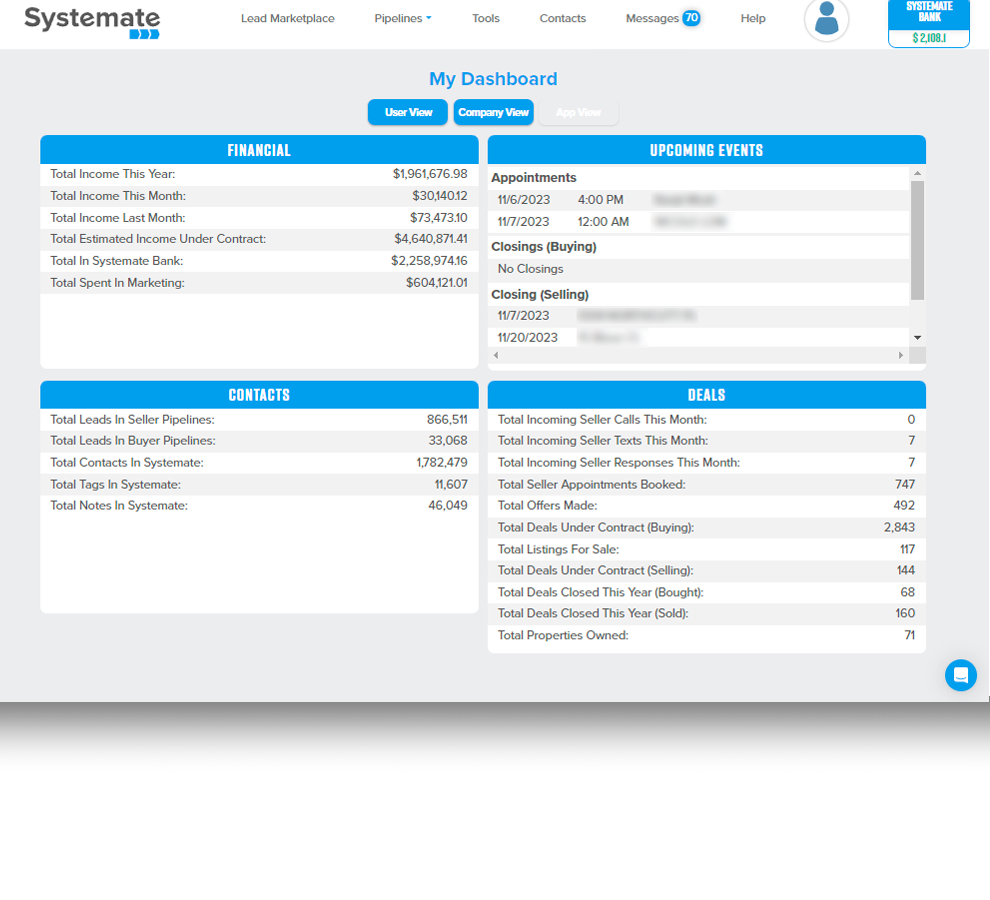 Systemate
Lead Marketplace
Pipelines
Tools
Contacts
Messages 70
Help
SYSTEMATE
BANK
$ 2,108.1
My Dashboard
User View
Company View
App View
FINANCIAL
Total Income This Year: $1,961,676.98
Total Income This Month: $30,140.12
Total Income Last Month: $73,473.10
Total Estimated Income Under Contract: $4,640,871.41
Total In Systemate Bank: $2,258,974.16
Total Spent In Marketing: $604,121.01
UPCOMING EVENTS
Appointments
11/6/2023 4:00 PM
11/7/2023 12:00 AM
Closings (Buying)
No Closings
Closing (Selling)
11/7/2023
11/20/2023
CONTACTS
Total Leads In Seller Pipelines: 866,511
Total Leads In Buyer Pipelines: 33,068
Total Contacts In Systemate: 1,782,479
Total Tags In Systemate: 11,607
Total Notes In Systemate: 46,049
DEALS
Total Incoming Seller Calls This Month: 0
Total Incoming Seller Texts This Month: 7
Total Incoming Seller Responses This Month: 7
Total Seller Appointments Booked: 747
Total Offers Made: 492
Total Deals Under Contract (Buying): 2,843
Total Listings For Sale: 117
Total Deals Under Contract (Selling): 144
Total Deals Closed This Year (Bought): 68
Total Deals Closed This Year (Sold): 160
Total Properties Owned: 71